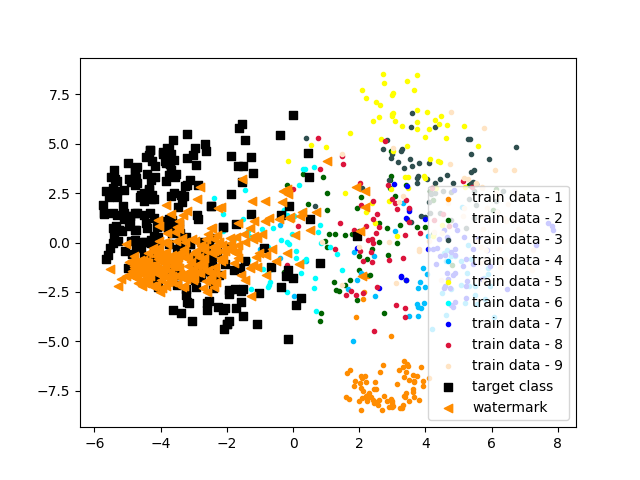 7.5
5.0
2.5
0.0
−2.5
−5.0
−7.5
−6
−4
−2
0
2
4
6
8
train data - 1
train data - 2
train data - 3
train data - 4
train data - 5
train data - 6
train data - 7
train data - 8
train data - 9
target class
watermark